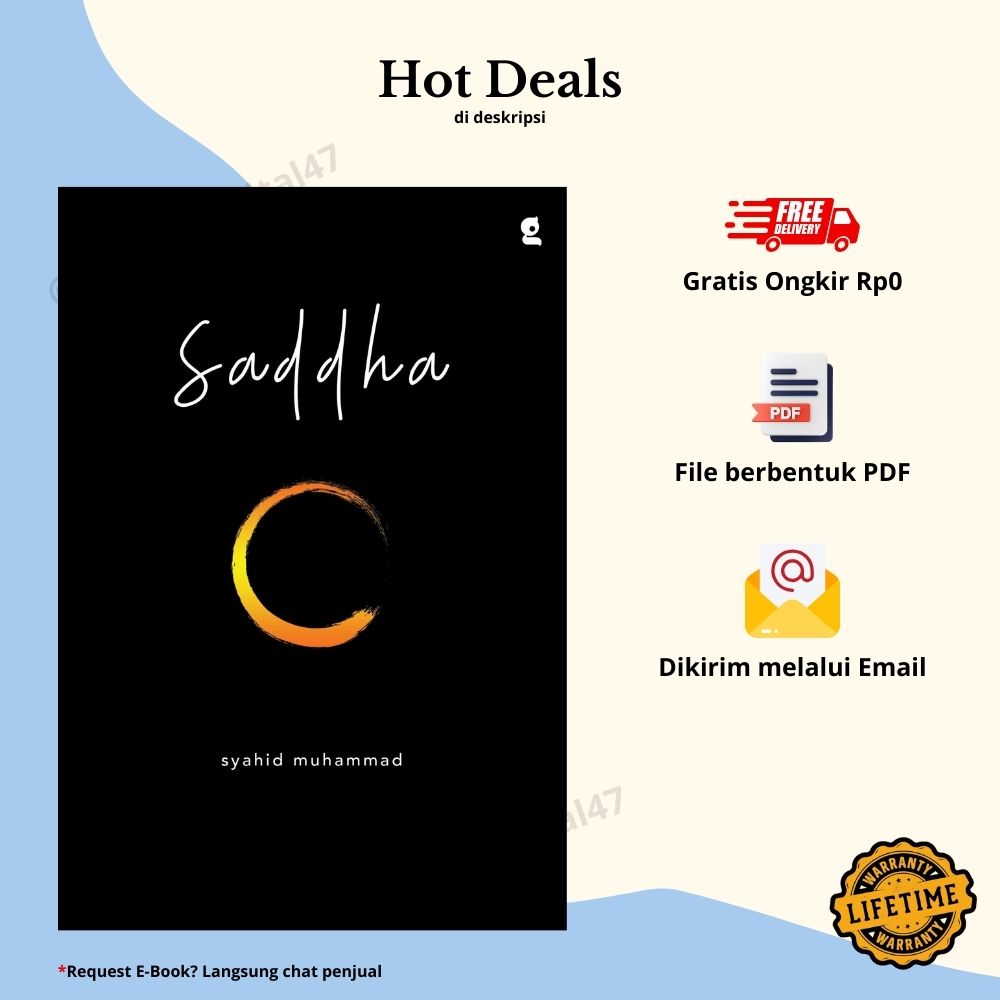 Hot Deals
di deskripsi
g
Saddha
syahid muhammad
FREE
DELIVERY
Gratis Ongkir Rp0
PDF
File berbentuk PDF
@
Dikirim melalui Email
WARRANTY
LIFETIME
WARRANTY
*Request E-Book? Langsung chat penjual